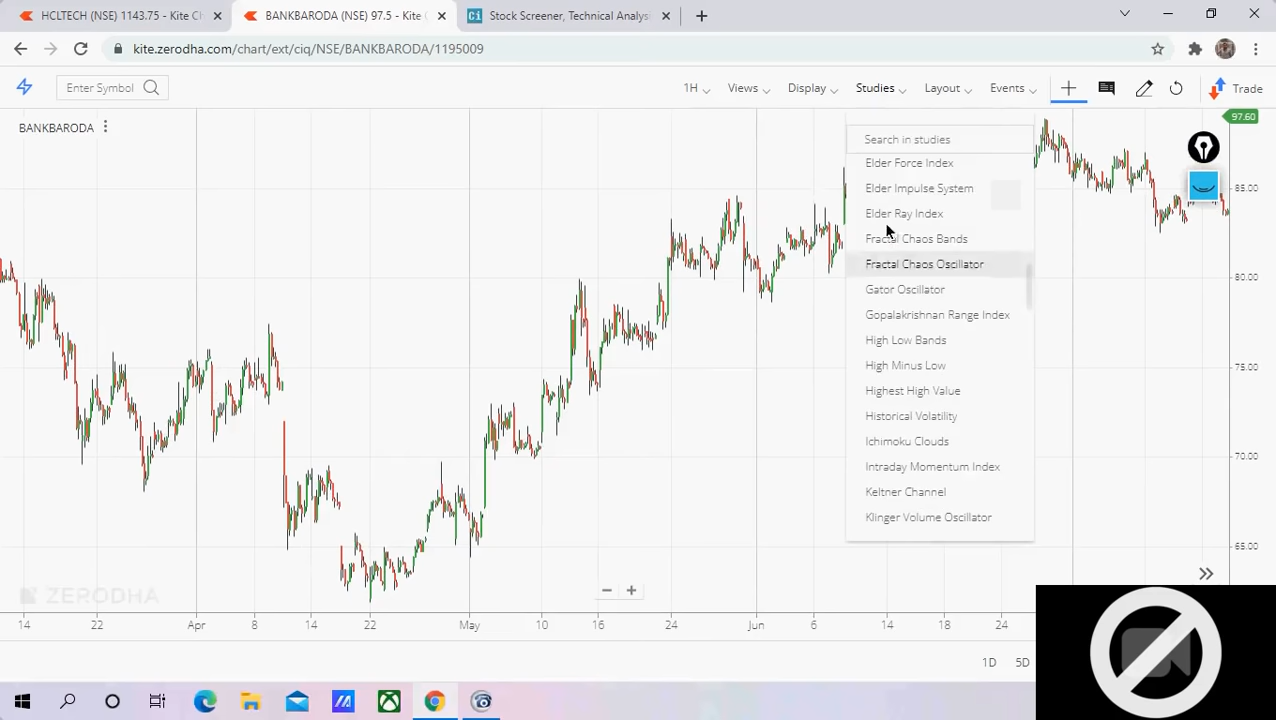 HCLTECH (NSE) 1143.75 - Kite Ch
BANKBARODA (NSE) 97.5 - Kite C
Ci Stock Screener, Technical Analysi
kite.zerodha.com/chart/ext/ciq/NSE/BANKBARODA/1195009
Enter Symbol
1H Views Display Studies Layout Events Trade
BANKBARODA
97.60
Search in studies
Elder Force Index
Elder Impulse System
Elder Ray Index
Fractal Chaos Bands
Fractal Chaos Oscillator
Gator Oscillator
Gopalakrishnan Range Index
High Low Bands
High Minus Low
Highest High Value
Historical Volatility
Ichimoku Clouds
Intraday Momentum Index
Keltner Channel
Klinger Volume Oscillator
85.00
80.00
75.00
70.00
65.00
ZERODHA
14 22 Apr 8 14 22 May 10 16 24 Jun 6 14 18 24
1D 5D